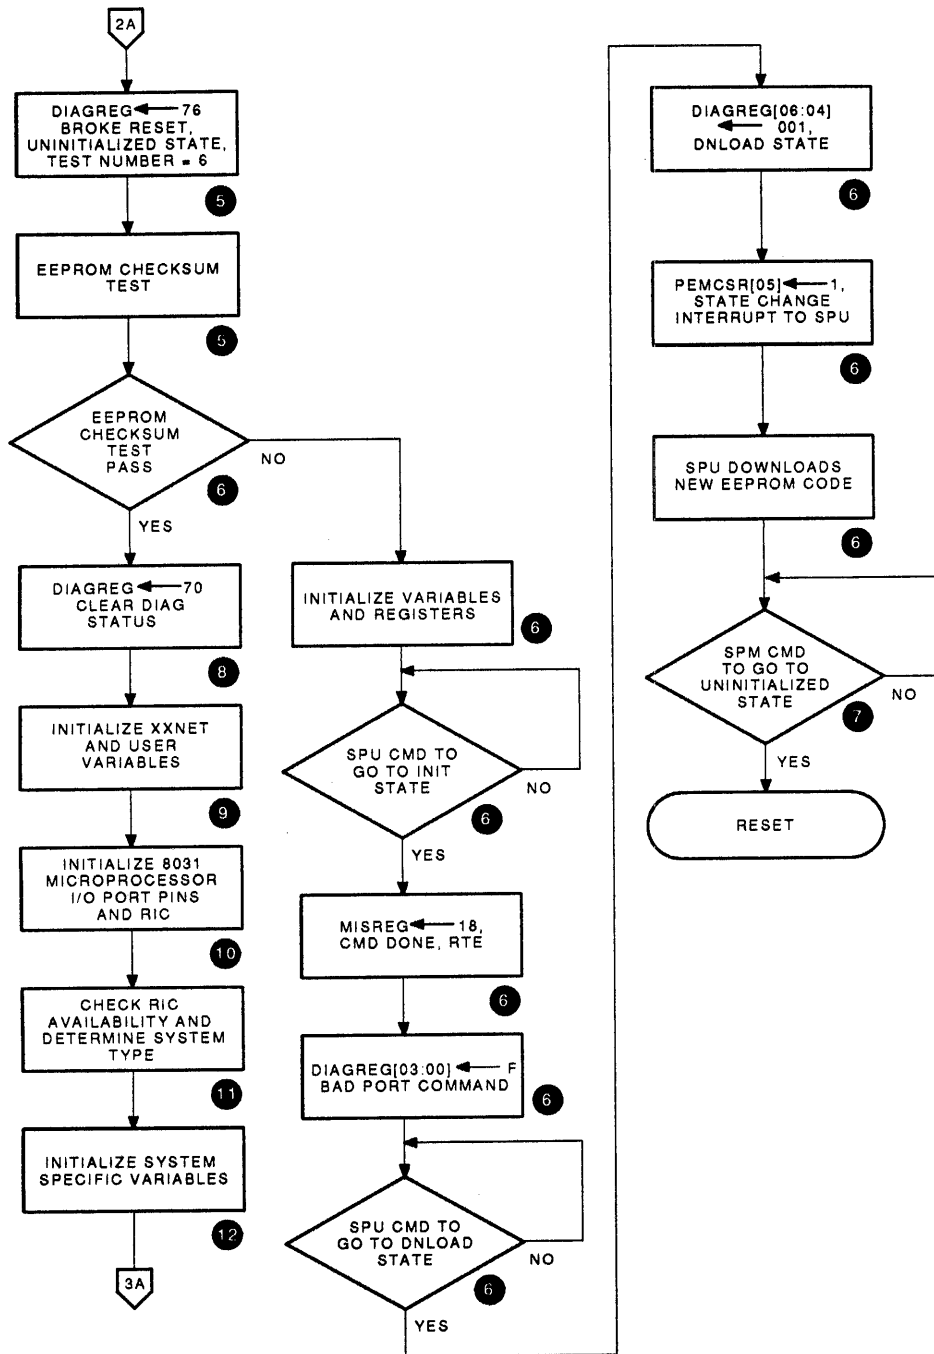 2A
DIAGREG ← 76
BROKE RESET,
UNINITIALIZED STATE,
TEST NUMBER = 6
5
EEPROM CHECKSUM
TEST
5
EEPROM
CHECKSUM
TEST
PASS
6
NO
YES
DIAGREG ← 70
CLEAR DIAG
STATUS
8
INITIALIZE XXNET
AND USER
VARIABLES
9
INITIALIZE 8031
MICROPROCESSOR
I/O PORT PINS
AND RIC
10
CHECK RIC
AVAILABILITY AND
DETERMINE SYSTEM
TYPE
11
INITIALIZE SYSTEM
SPECIFIC VARIABLES
12
3A
INITIALIZE VARIABLES
AND REGISTERS
6
SPU CMD TO
GO TO INIT
STATE
NO
6
YES
MISREG ← 18,
CMD DONE, RTE
6
DIAGREG[03:00] ← F
BAD PORT COMMAND
6
SPU CMD TO
GO TO DNLOAD
STATE
NO
6
YES
DIAGREG[06:04]
← 001,
DNLOAD STATE
6
PEMCSR[05] ← 1,
STATE CHANGE
INTERRUPT TO SPU
6
SPU DOWNLOADS
NEW EEPROM CODE
6
SPM CMD
TO GO TO
UNINITIALIZED
STATE
NO
7
YES
RESET